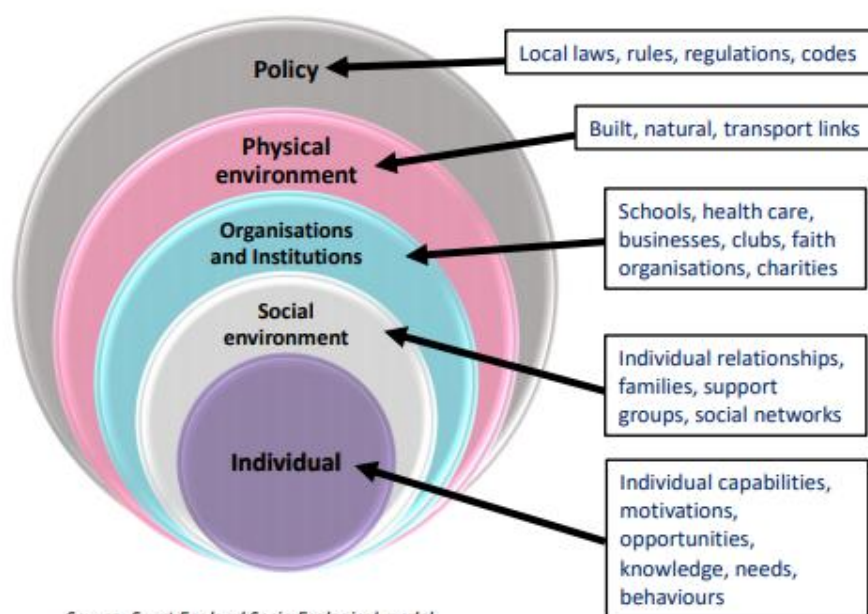 Policy
Local laws, rules, regulations, codes
Physical
environment
Built, natural, transport links
Organisations
and Institutions
Schools, health care,
businesses, clubs, faith
organisations, charities
Social
environment
Individual relationships,
families, support
groups, social networks
Individual
Individual capabilities,
motivations,
opportunities,
knowledge, needs,
behaviours